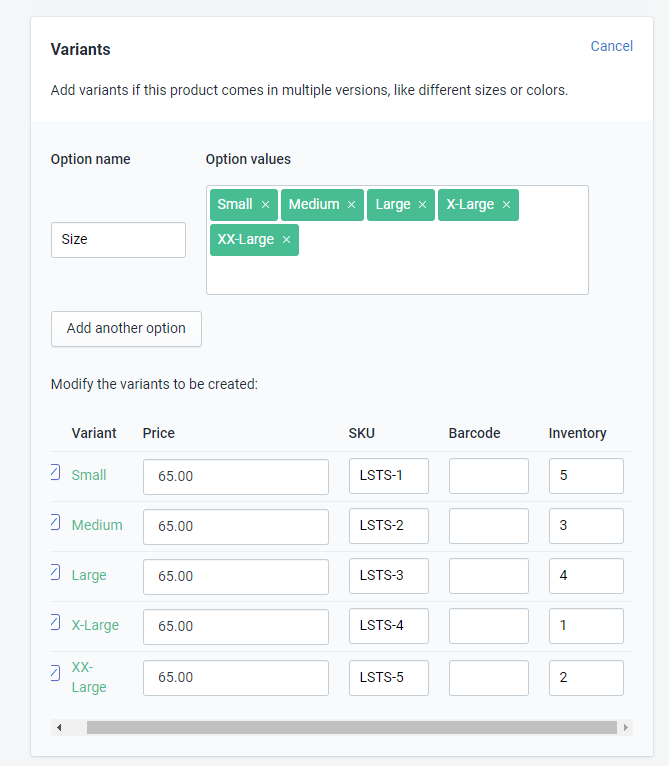 Variants
Cancel
Add variants if this product comes in multiple versions, like different sizes or colors.
Option name Option values
Small × Medium × Large × X-Large ×
Size
XX-Large ×
Add another option
Modify the variants to be created:
Variant Price SKU Barcode Inventory
Small 65.00 LSTS-1 5
Medium 65.00 LSTS-2 3
Large 65.00 LSTS-3 4
X-Large 65.00 LSTS-4 1
XX-
Large 65.00 LSTS-5 2